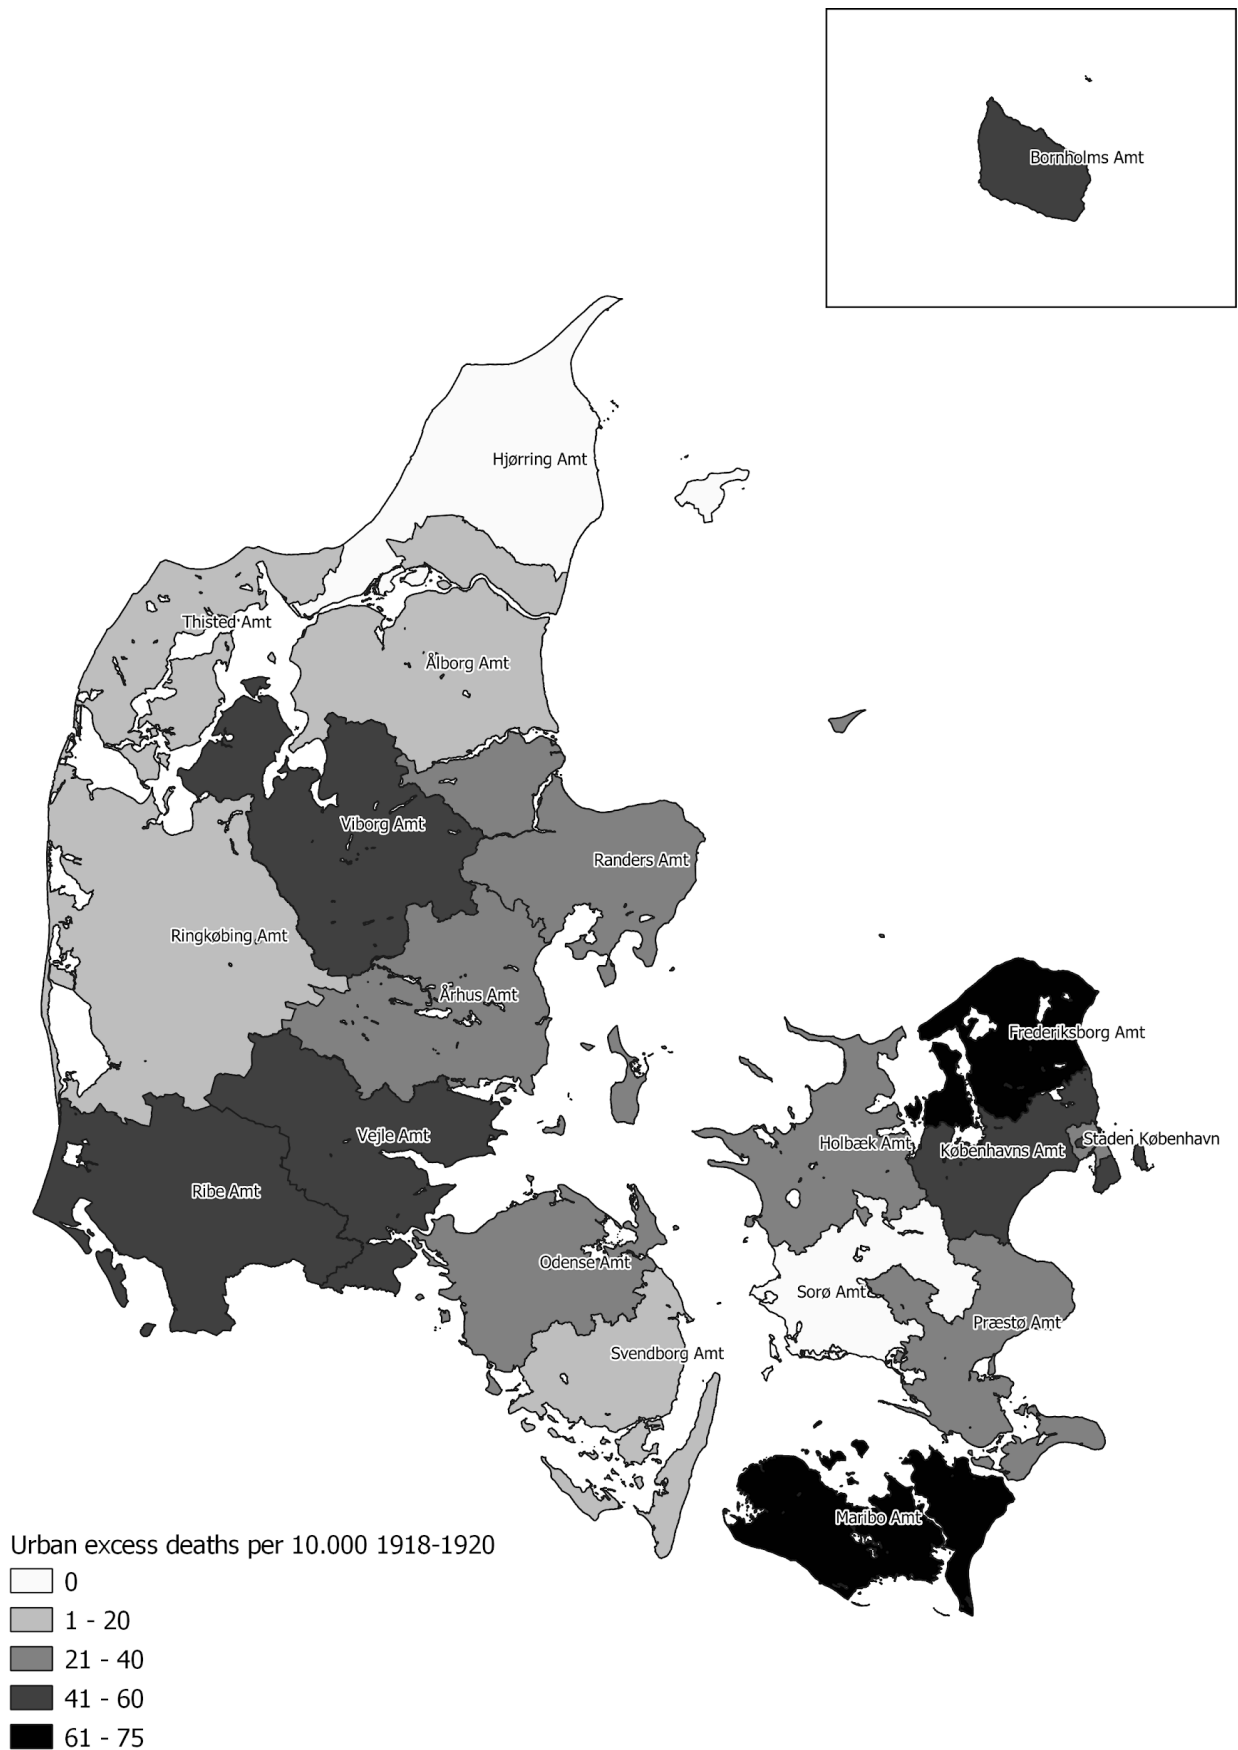 Bornholms Amt
Hjørring Amt
Thisted Amt
Ålborg Amt
Viborg Amt
Randers Amt
Ringkøbing Amt
Århus Amt
Frederiksborg Amt
Vejle Amt
Holbæk Amt
Staden København
Københavns Amt
Ribe Amt
Odense Amt
Sorø Amt
Præstø Amt
Svendborg Amt
Maribo Amt
Urban excess deaths per 10.000 1918-1920
0
1 - 20
21 - 40
41 - 60
61 - 75